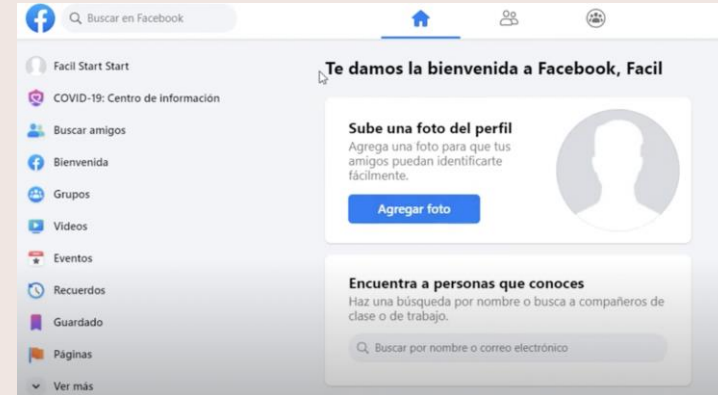 Buscar en Facebook
Facil Start Start
COVID-19: Centro de información
Buscar amigos
Bienvenida
Grupos
Videos
Eventos
Recuerdos
Guardado
Páginas
Ver más
Te damos la bienvenida a Facebook, Facil
Sube una foto del perfil
Agrega una foto para que tus
amigos puedan identificarte
fácilmente.
Agregar foto
Encuentra a personas que conoces
Haz una búsqueda por nombre o busca a compañeros de
clase o de trabajo.
Buscar por nombre o correo electrónico